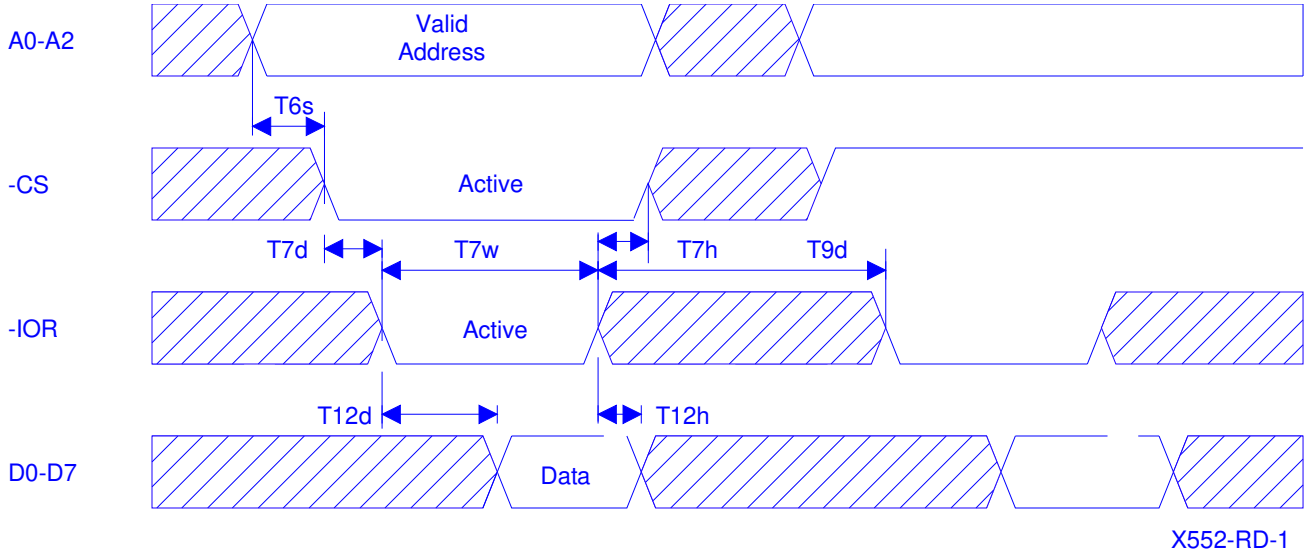 A0-A2
Valid
Address
T6s
-CS
Active
T7d
T7w
T7h
T9d
-IOR
Active
T12d
T12h
D0-D7
Data
X552-RD-1